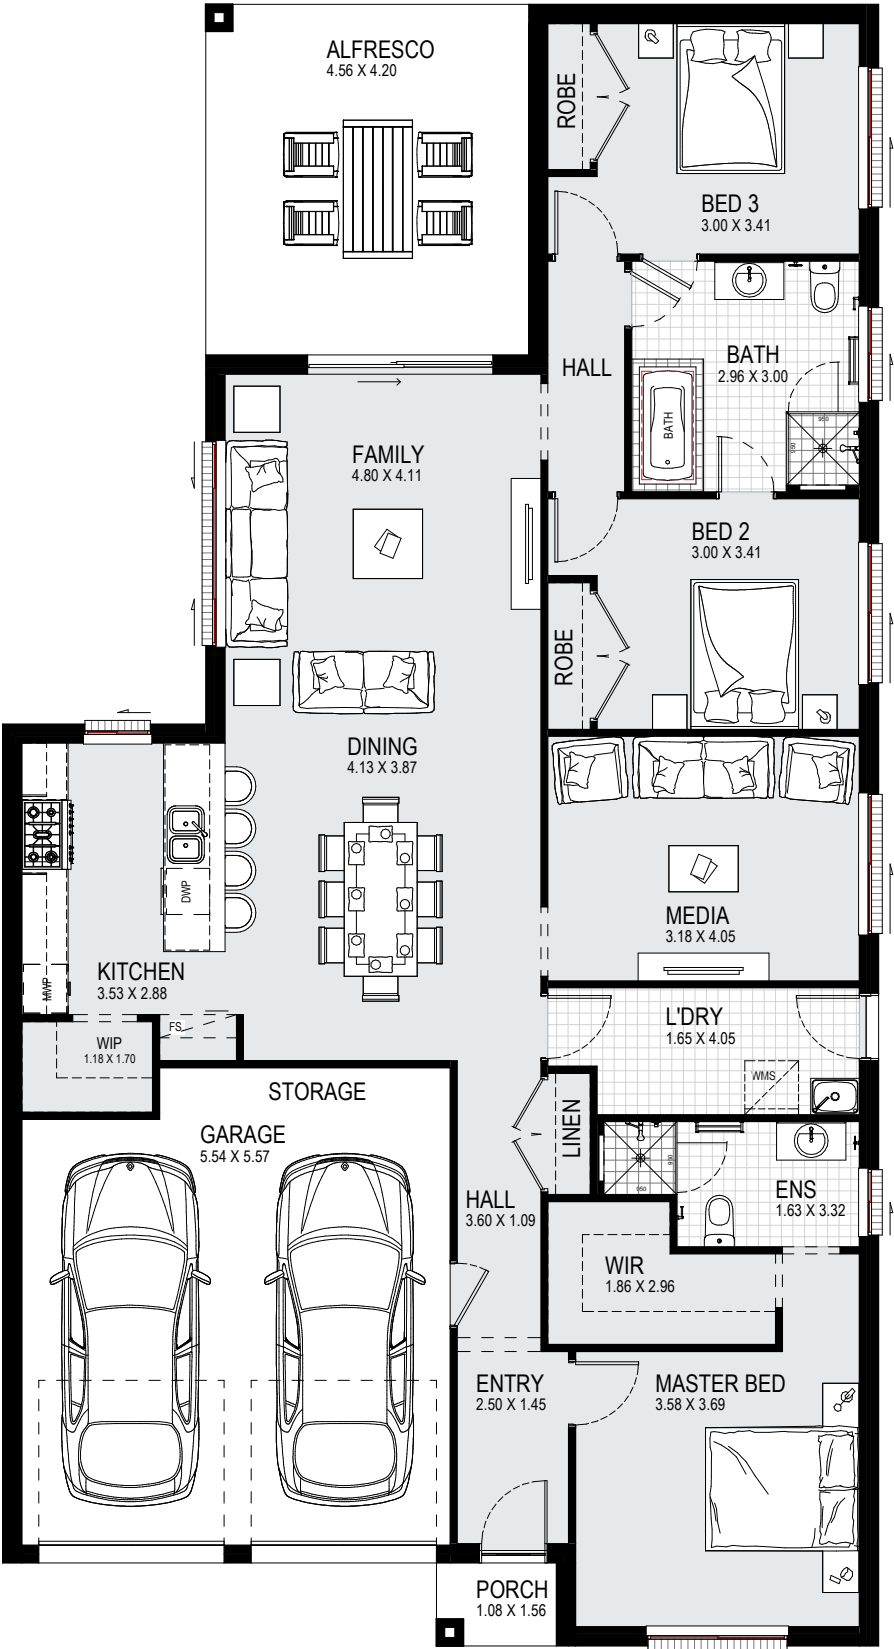 ALFRESCO
4.56 X 4.20
ROBE
BED 3
3.00 X 3.41
HALL
BATH
2.96 X 3.00
BATH
950
950
FAMILY
4.80 X 4.11
BED 2
3.00 X 3.41
ROBE
DINING
4.13 X 3.87
DWP
MEDIA
3.18 X 4.05
KITCHEN
3.53 X 2.88
MWP
FS
WIP
1.18 X 1.70
L'DRY
1.65 X 4.05
WMS
STORAGE
GARAGE
5.54 X 5.57
LINEN
950
950
HALL
3.60 X 1.09
ENS
1.63 X 3.32
WIR
1.86 X 2.96
ENTRY
2.50 X 1.45
MASTER BED
3.58 X 3.69
PORCH
1.08 X 1.56